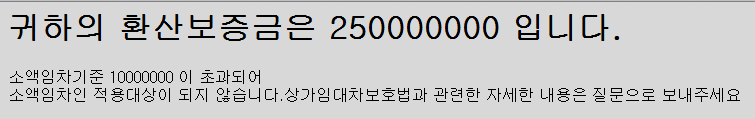 귀하의 환산보증금은 250000000 입니다.
소액임차기준 10000000 이 초과되어
소액임차인 적용대상이 되지 않습니다.상가임대차보호법과 관련한 자세한 내용은 질문으로 보내주세요